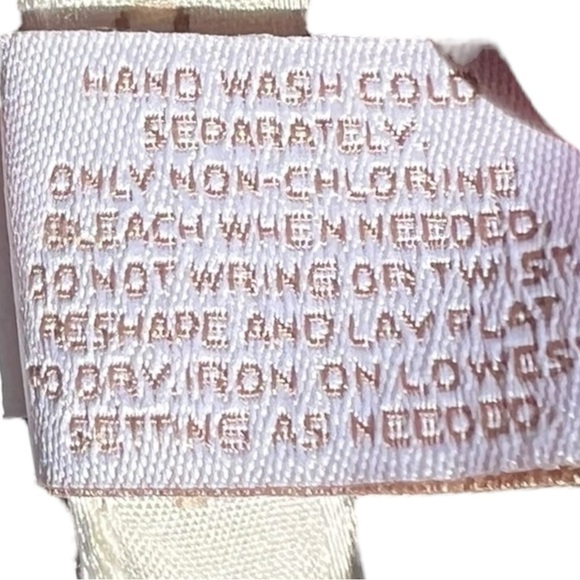 HAND WASH COLD
SEPARATELY.
ONLY NON-CHLORINE
BLEACH WHEN NEEDED.
DO NOT WRING OR TWIST.
RESHAPE AND LAY FLAT
TO DRY.IRON ON LOWEST
SETTING AS NEEDED